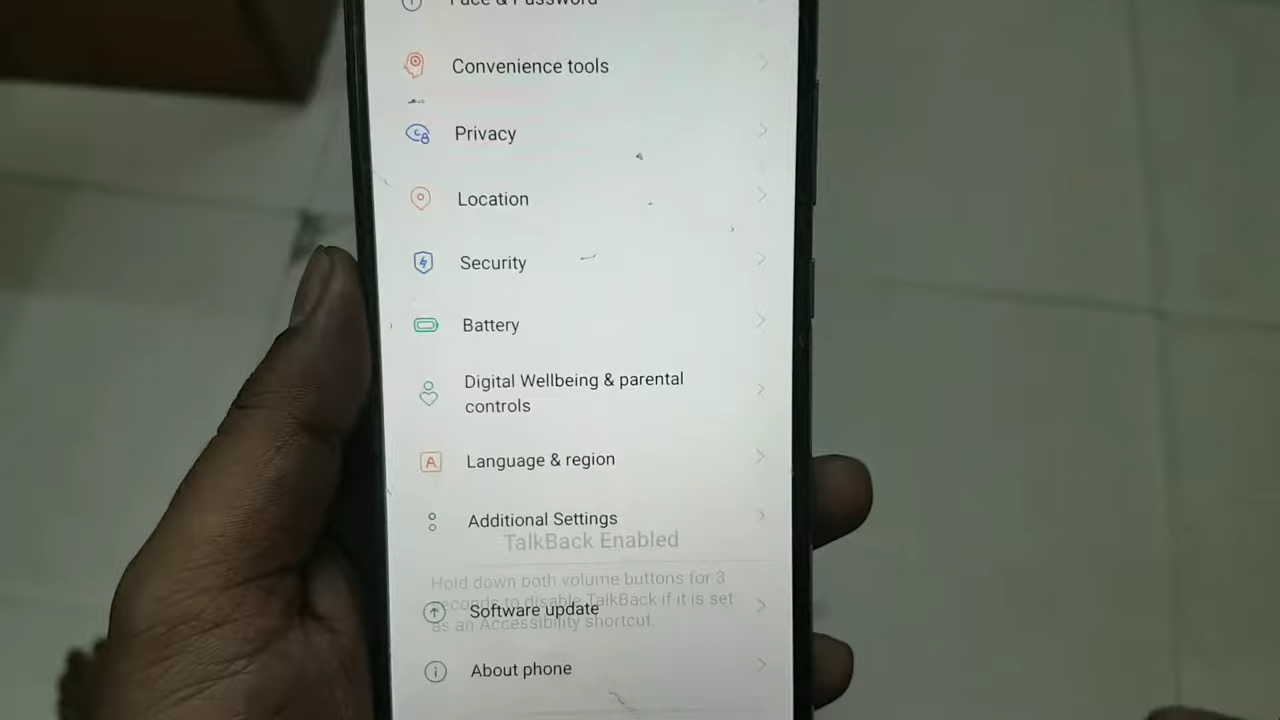 Face & Password
Convenience tools
Privacy
Location
Security
Battery
Digital Wellbeing & parental
controls
Language & region
Additional Settings
TalkBack Enabled
Hold down both volume buttons for 3
seconds to disable TalkBack if it is set
Software update
as an Accessibility shortcut.
About phone